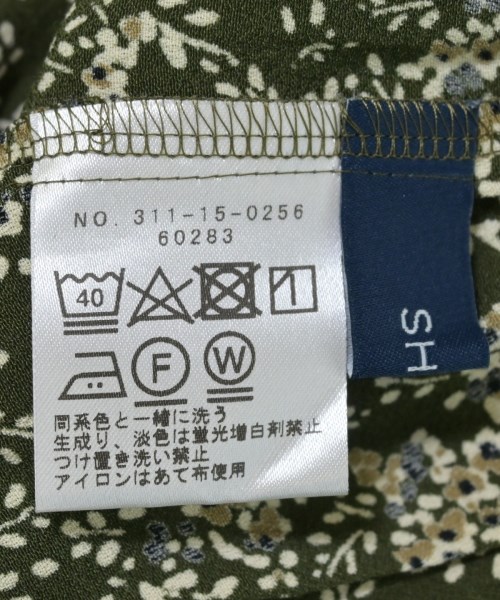 NO. 311-15-0256
60283
40
F
W
同系色と一緒に洗う
生成り、淡色は蛍光増白剤禁止
つけ置き洗い禁止
アイロンはあて布使用
HS